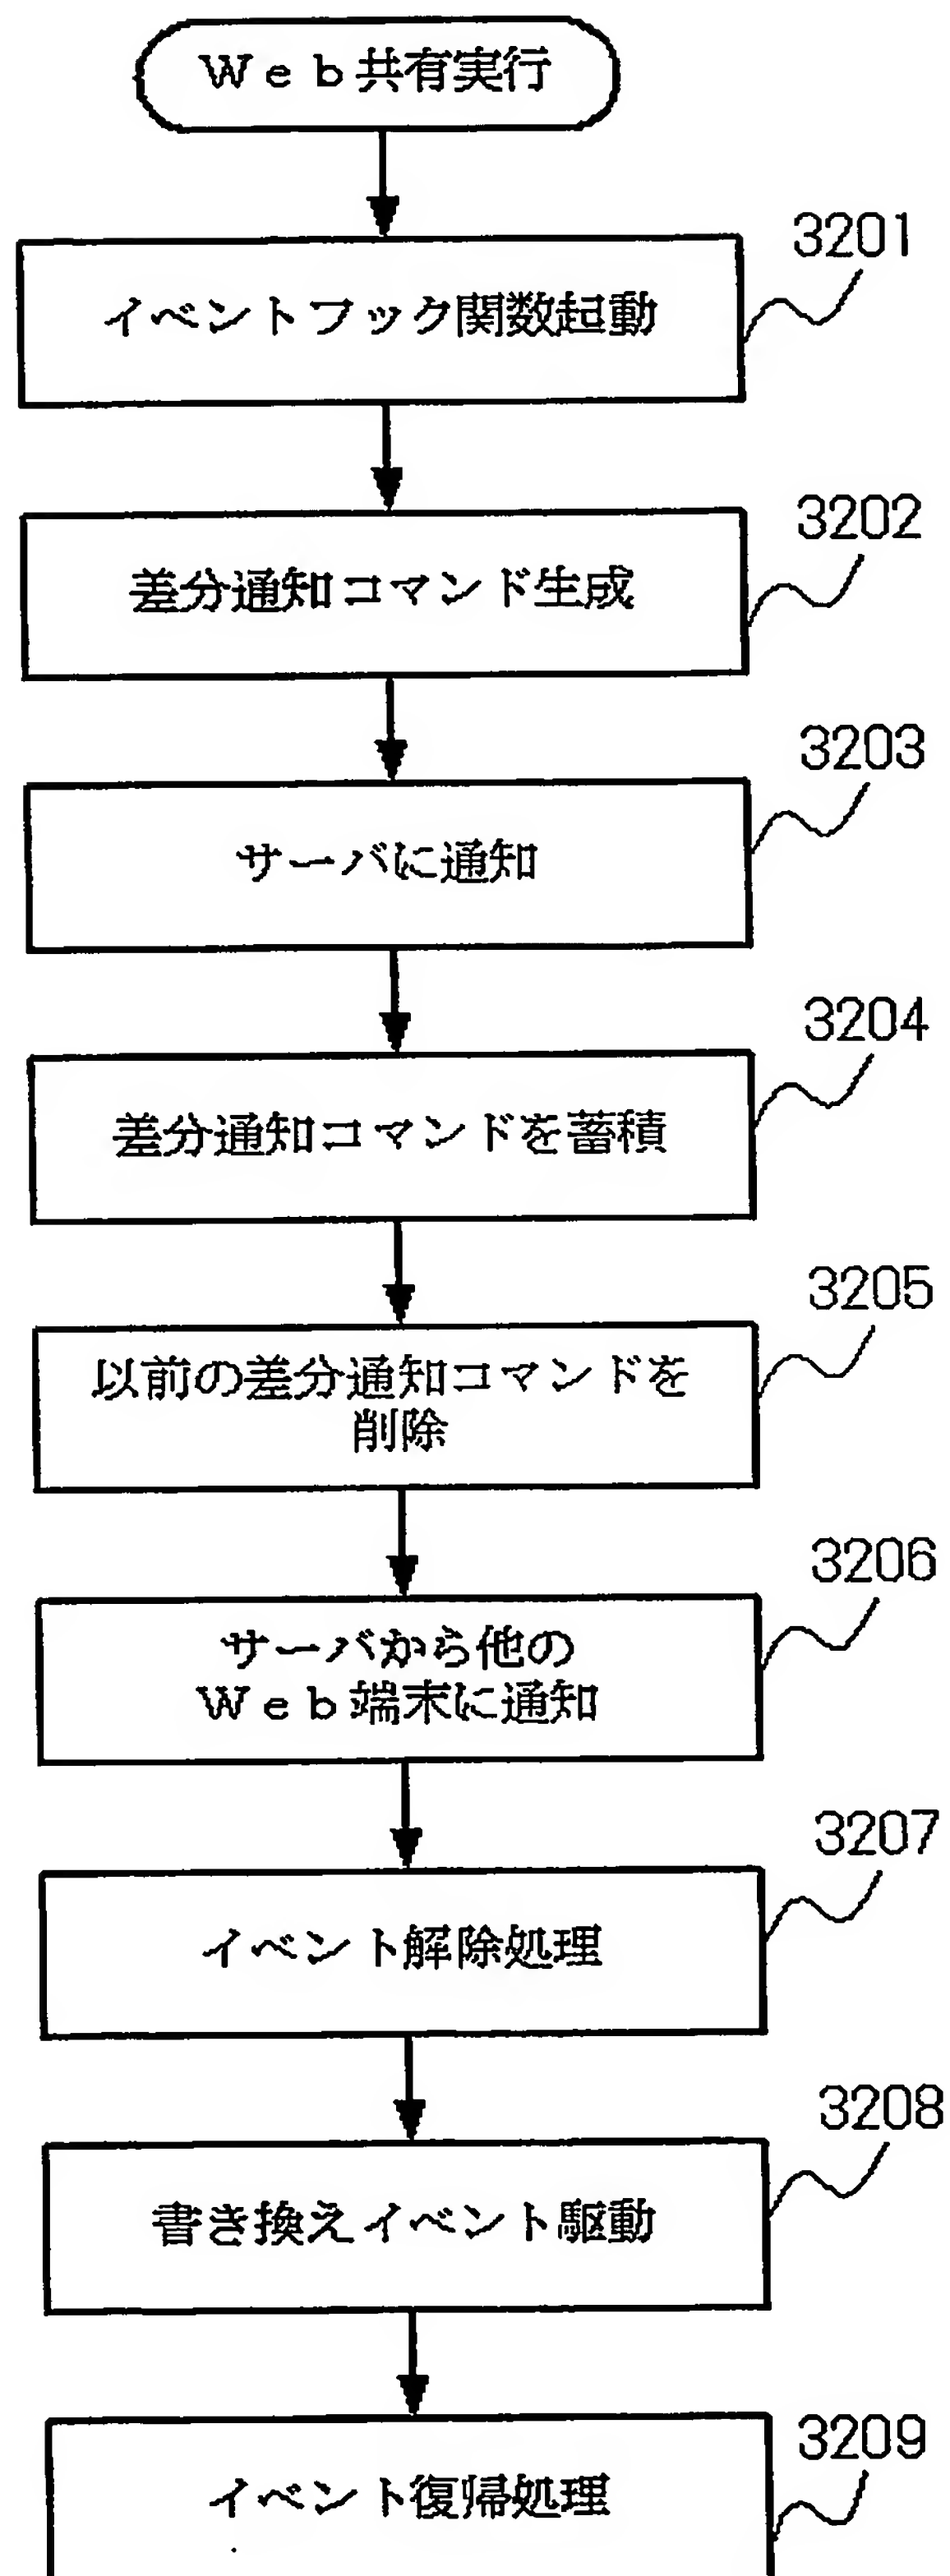 Ｗｅｂ共有実行
3201
イベントフック関数起動
3202
差分通知コマンド生成
3203
サーバに通知
3204
差分通知コマンドを蓄積
3205
以前の差分通知コマンドを
削除
3206
サーバから他の
Ｗｅｂ端末に通知
3207
イベント解除処理
3208
書き換えイベント駆動
3209
イベント復帰処理